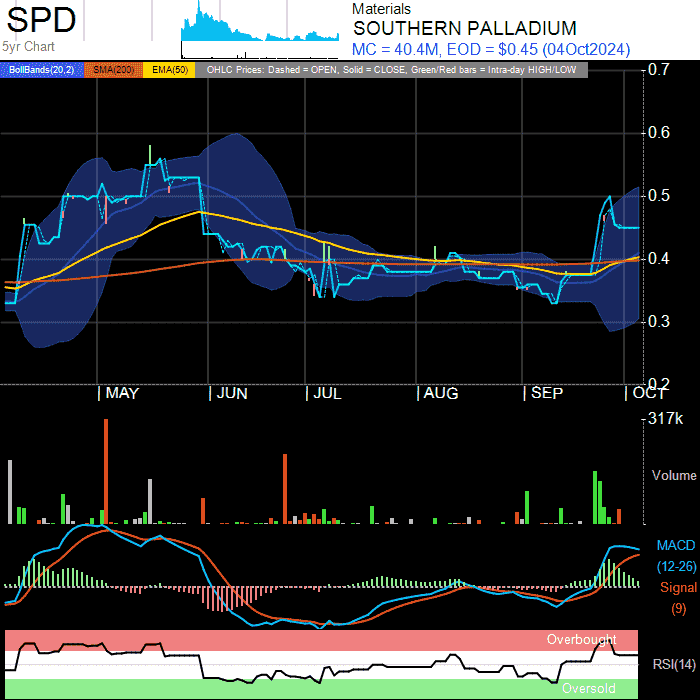 SPD
5yr Chart
Materials
SOUTHERN PALLADIUM
MC = 40.4M, EOD = $0.45 (04Oct2024)
BollBands(20,2) SMA(200) EMA(50) OHLC Prices: Dashed = OPEN, Solid = CLOSE, Green/Red bars = Intra-day HIGH/LOW
0.7
0.6
0.5
0.4
0.3
0.2
MAY JUN JUL AUG SEP OCT
317k
Volume
MACD
(12-26)
Signal
(9)
Overbought
RSI(14)
Oversold